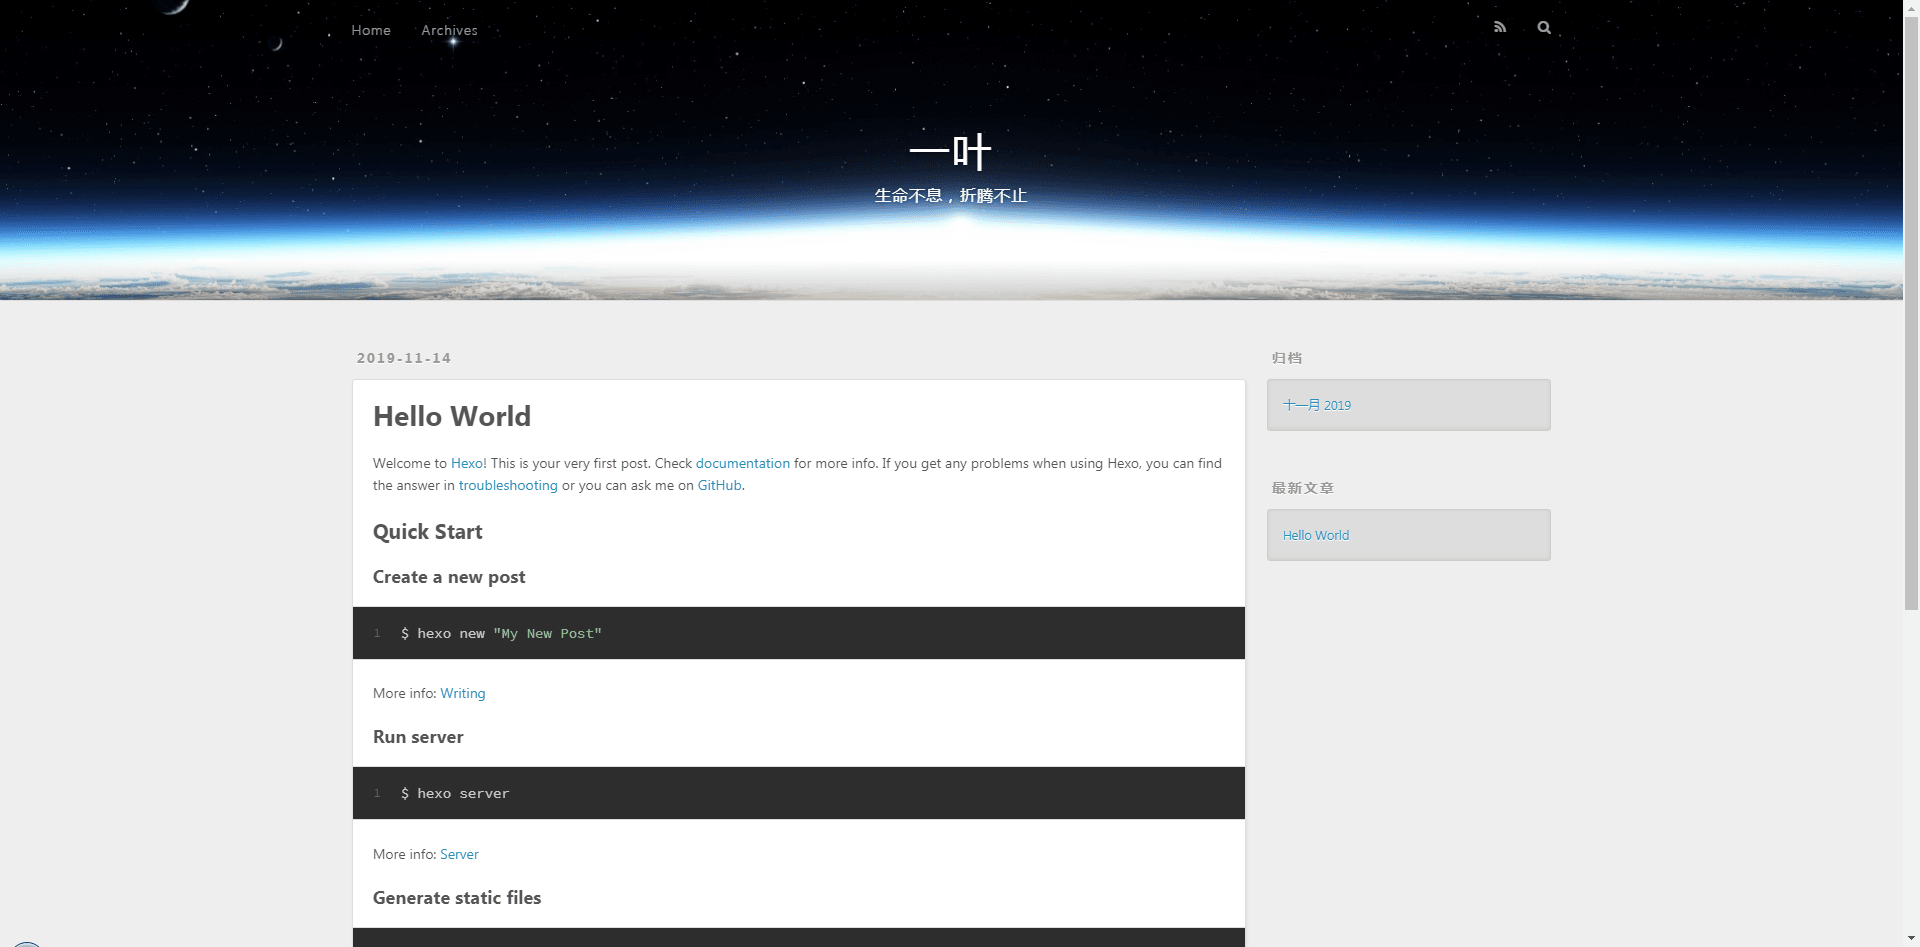 Home Archives
一叶
生命不息，折腾不止
2019-11-14
Hello World
Welcome to Hexo! This is your very first post. Check documentation for more info. If you get any problems when using Hexo, you can find
the answer in troubleshooting or you can ask me on GitHub.
Quick Start
Create a new post
1 $ hexo new "My New Post"
More info: Writing
Run server
1 $ hexo server
More info: Server
Generate static files
归档
十一月 2019
最新文章
Hello World